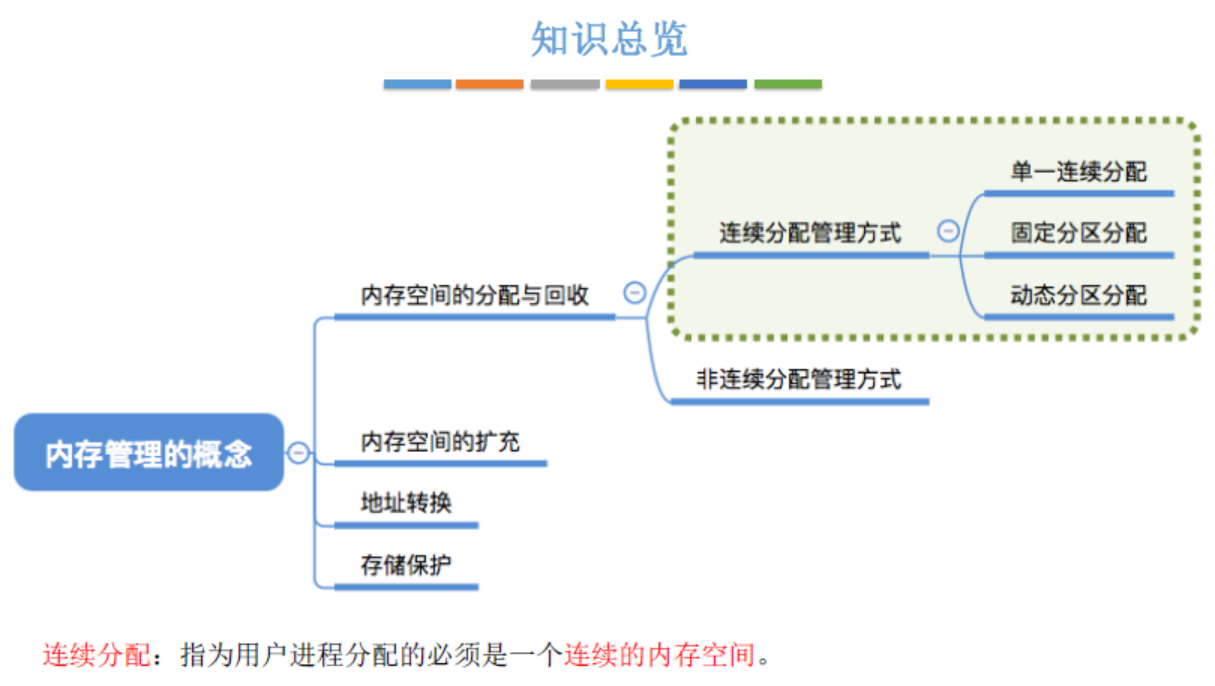 知识总览
单一连续分配
连续分配管理方式
固定分区分配
内存空间的分配与回收
动态分区分配
非连续分配管理方式
内存管理的概念
内存空间的扩充
地址转换
存储保护
连续分配：指为用户进程分配的必须是一个连续的内存空间。